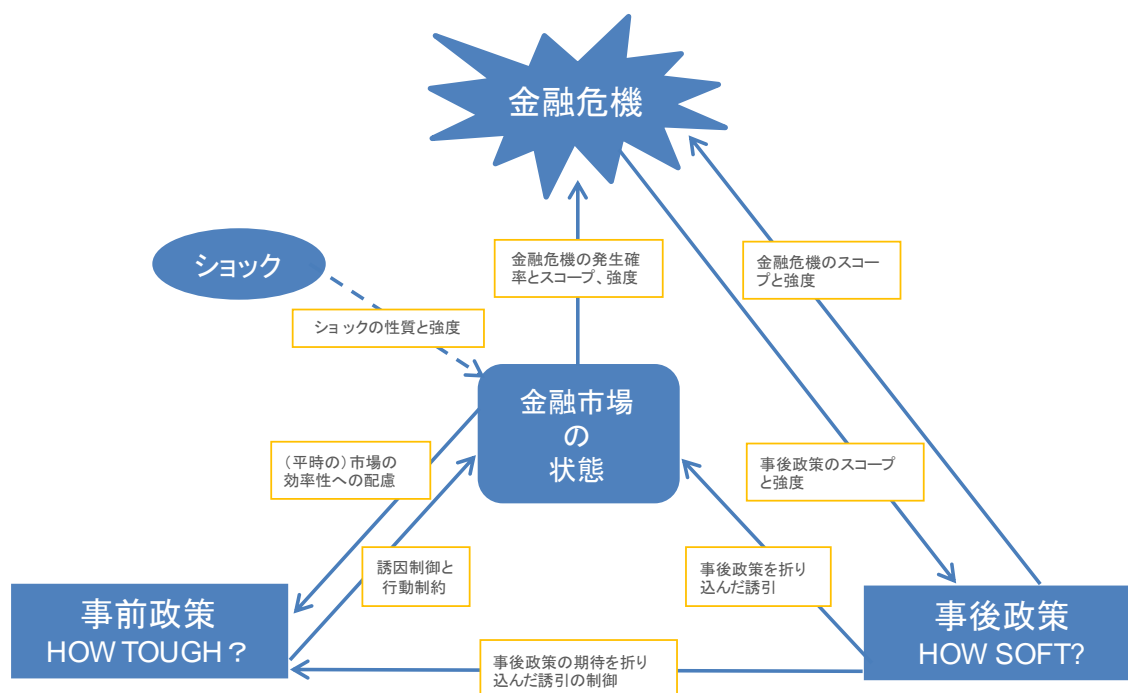 金融危機
ショック
金融危機の発生確
率とスコープ、強度
金融危機のスコー
プと強度
ショックの性質と強度
金融市場
の
状態
(平時の)市場の
効率性への配慮
事後政策のスコープ
と強度
誘因制御と
行動制約
事後政策を折り
込んだ誘引
事前政策
HOW TOUGH?
事後政策
HOW SOFT?
事後政策の期待を折り
込んだ誘引の制御